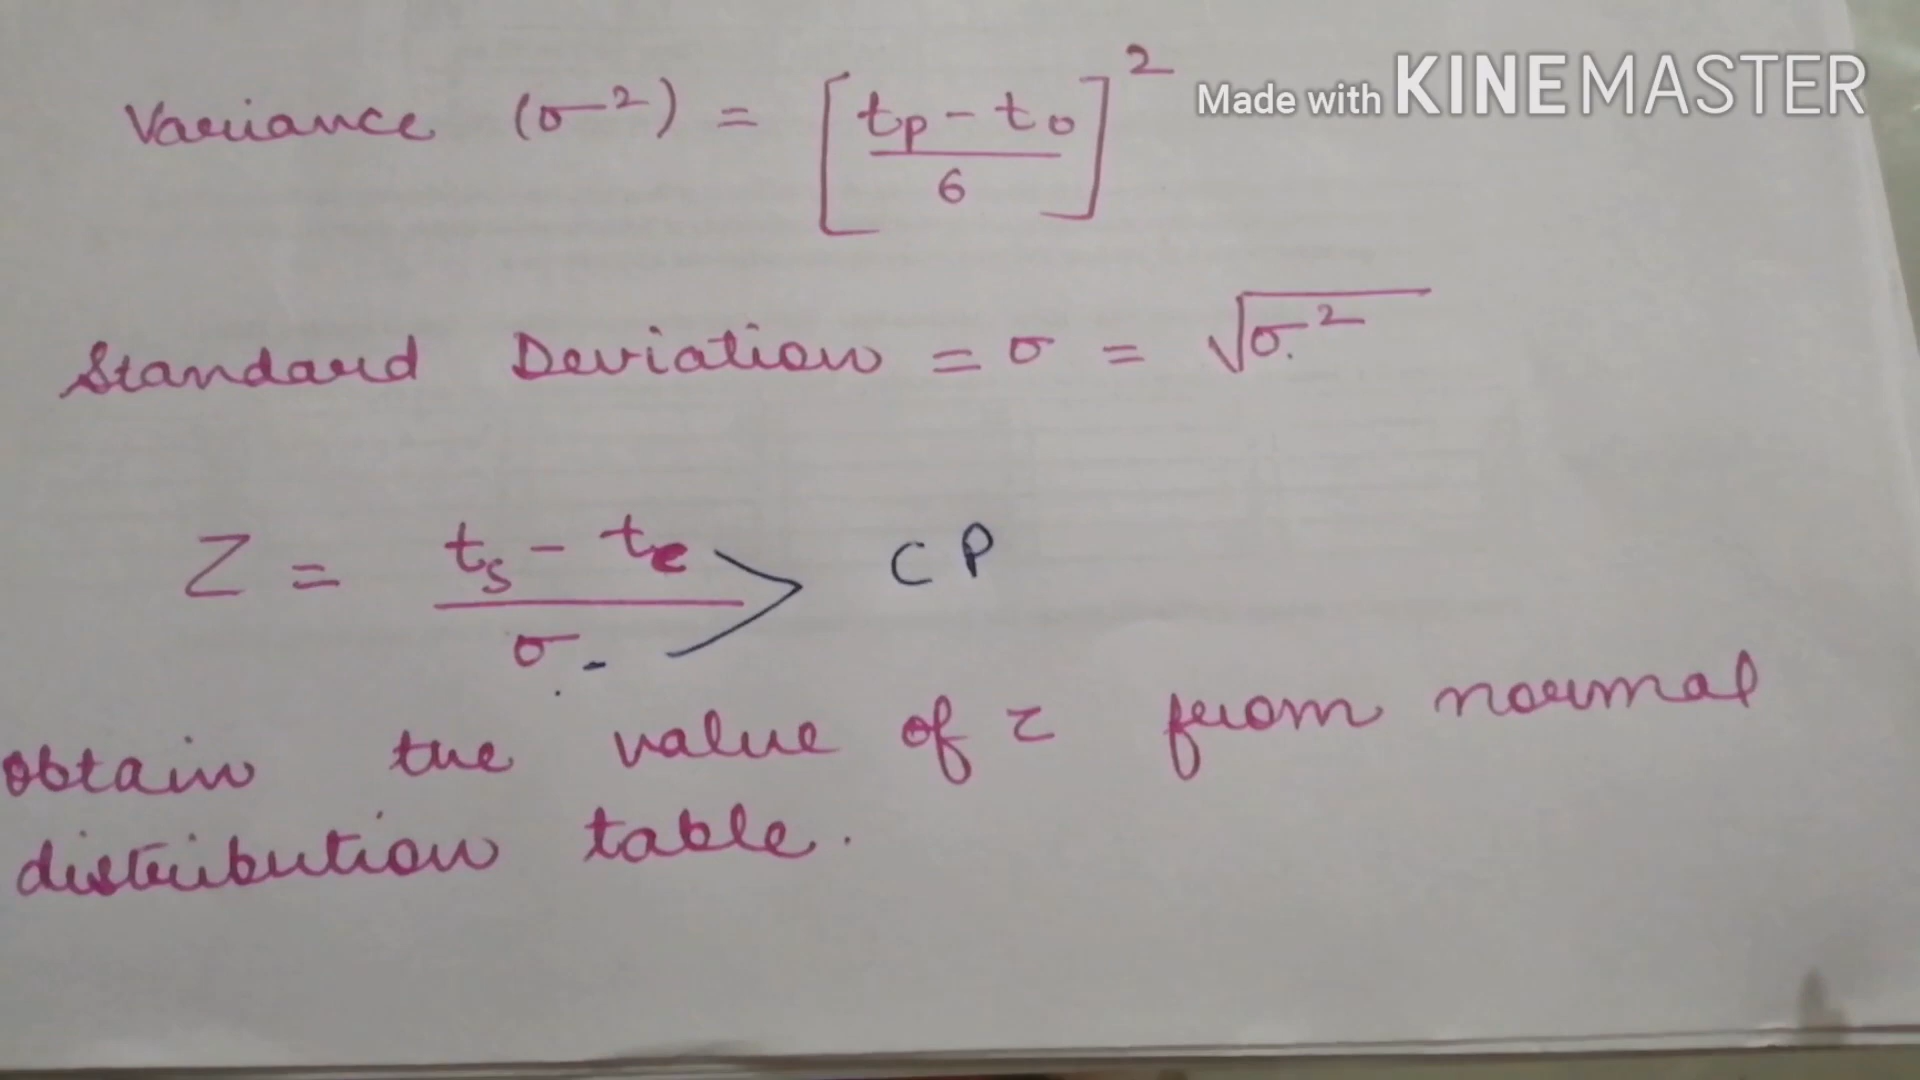 Variance (σ²) = [tp - to / 6]²
Made with KINEMASTER
Standard Deviation = σ = √σ²
Z = ts - te / σ > CP
obtain the value of z from normal
distribution table.